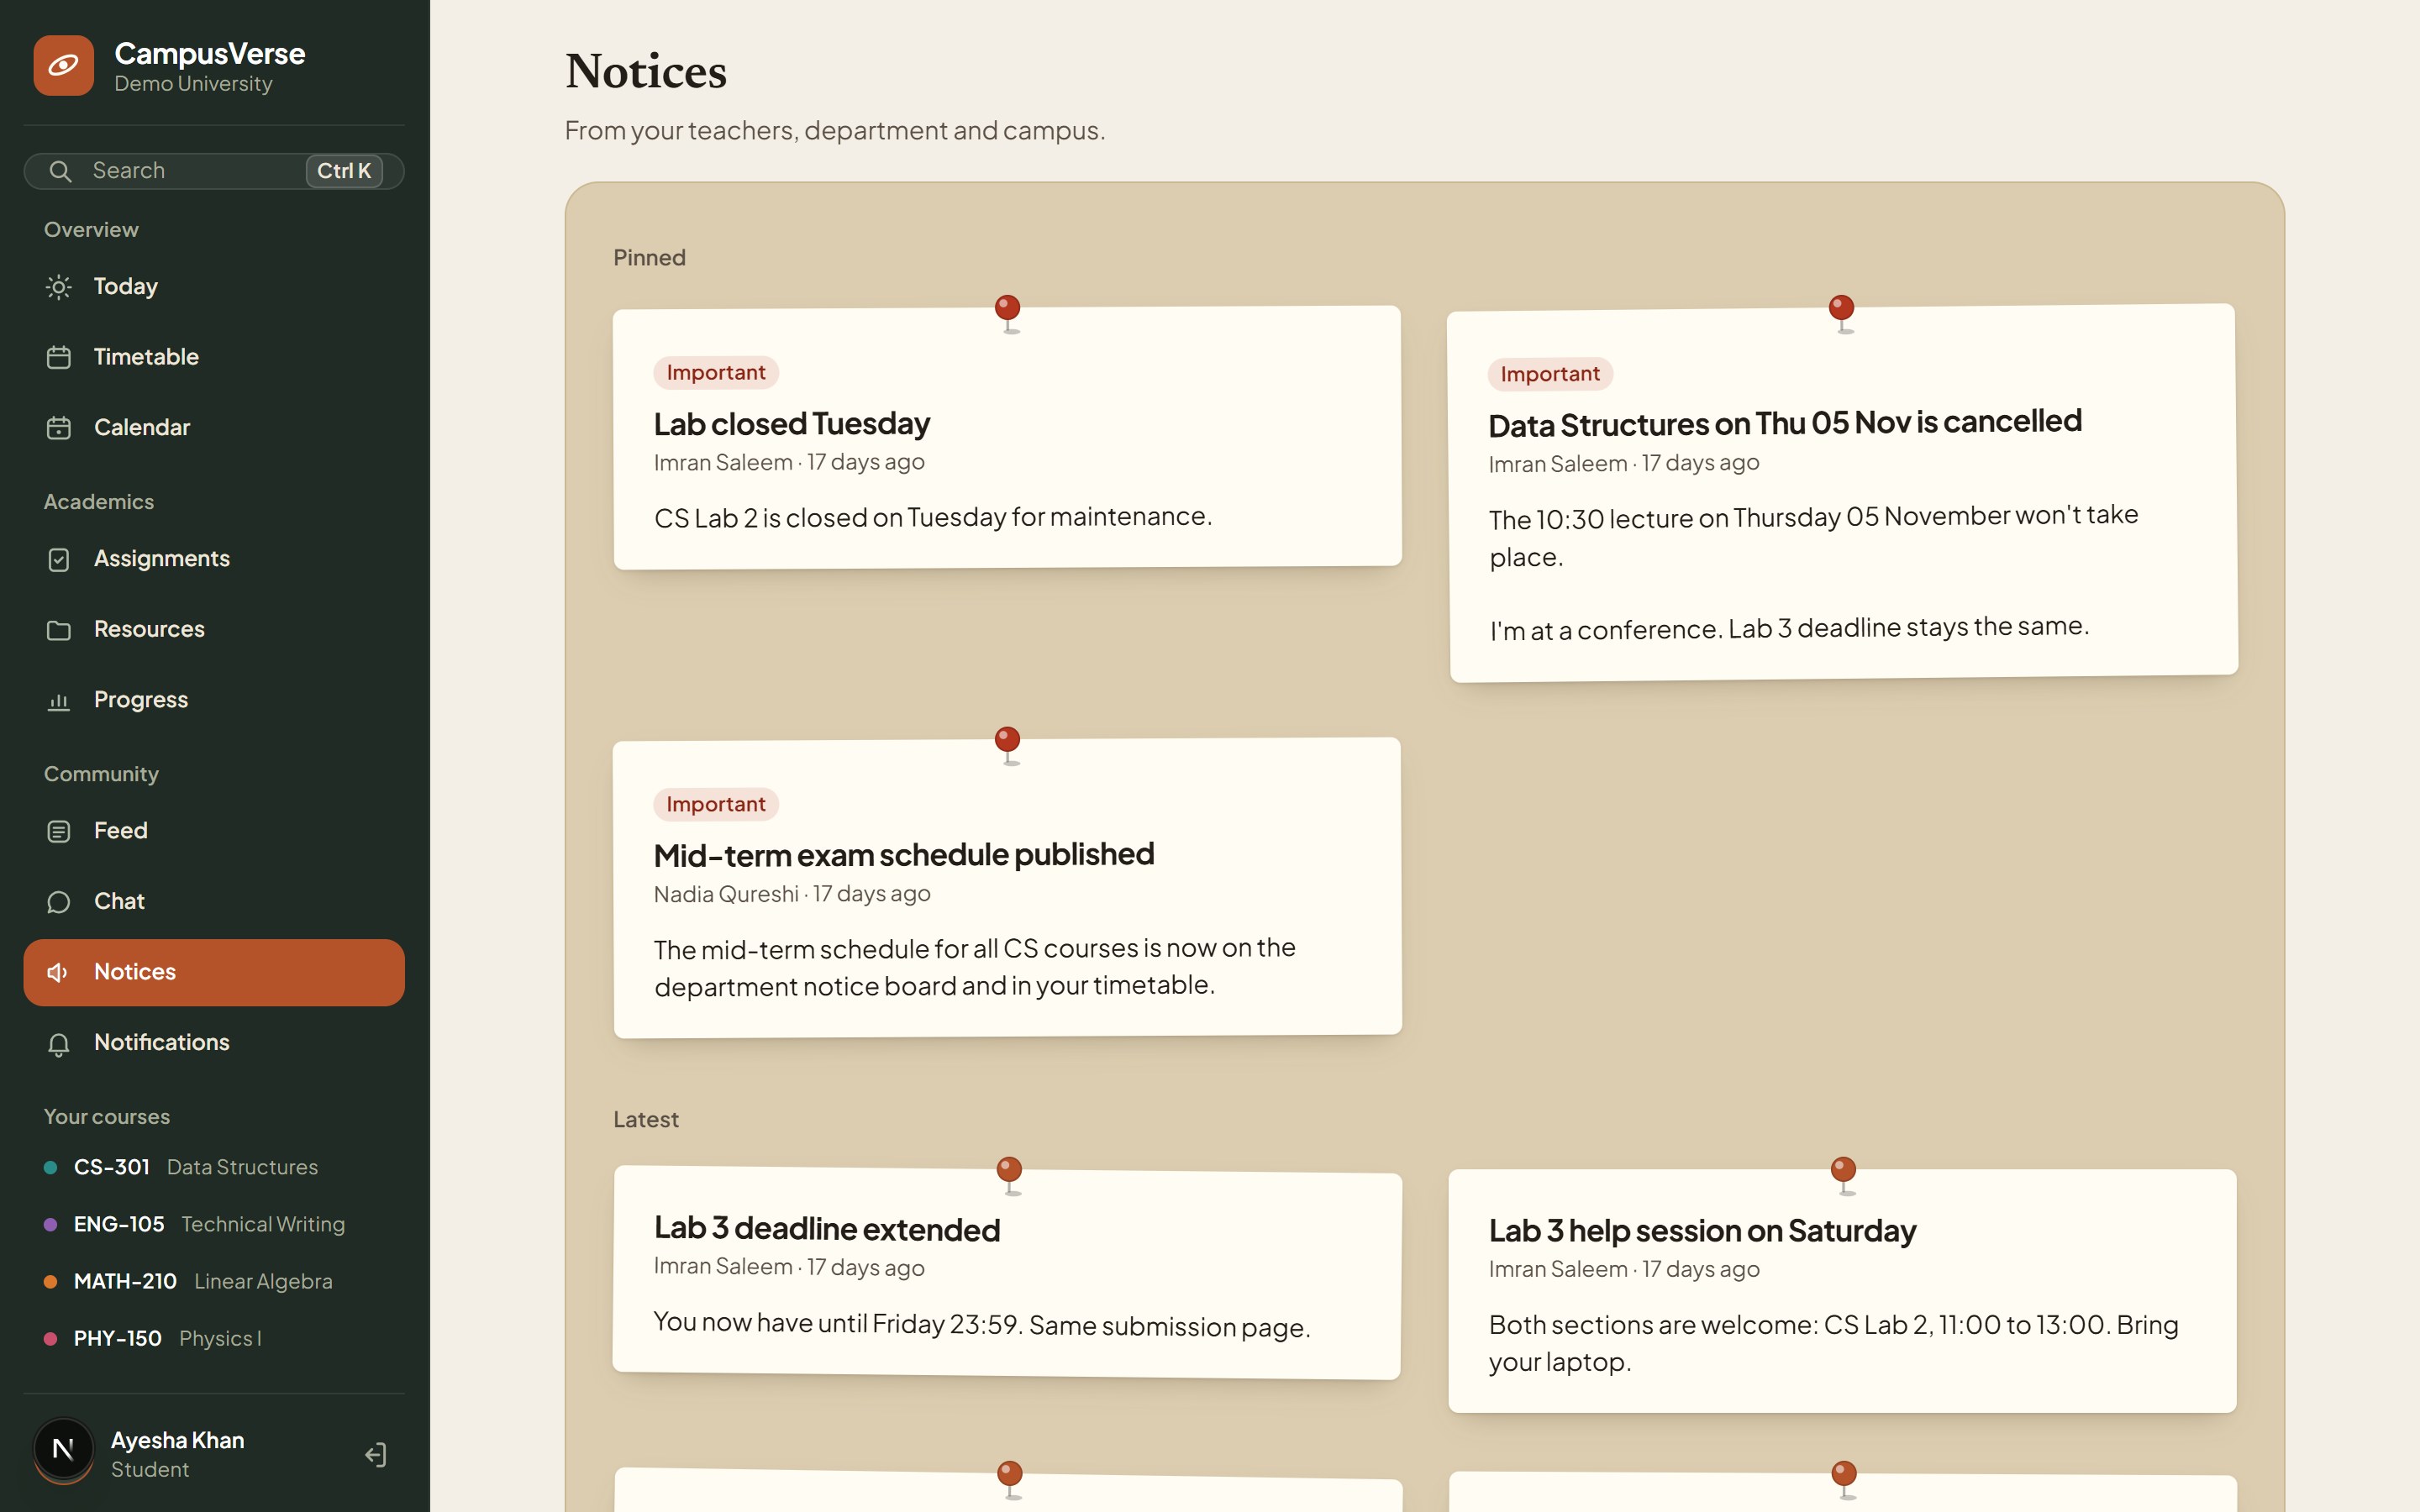 CampusVerse
Demo University
Search
Ctrl K
Overview
Today
Timetable
Calendar
Academics
Assignments
Resources
Progress
Community
Feed
Chat
Notices
Notifications
Your courses
CS-301 Data Structures
ENG-105 Technical Writing
MATH-210 Linear Algebra
PHY-150 Physics I
N
Ayesha Khan
Student
Notices
From your teachers, department and campus.
Pinned
Important
Lab closed Tuesday
Imran Saleem · 17 days ago
CS Lab 2 is closed on Tuesday for maintenance.
Important
Data Structures on Thu 05 Nov is cancelled
Imran Saleem · 17 days ago
The 10:30 lecture on Thursday 05 November won't take
place.
I'm at a conference. Lab 3 deadline stays the same.
Important
Mid-term exam schedule published
Nadia Qureshi · 17 days ago
The mid-term schedule for all CS courses is now on the
department notice board and in your timetable.
Latest
Lab 3 deadline extended
Imran Saleem · 17 days ago
You now have until Friday 23:59. Same submission page.
Lab 3 help session on Saturday
Imran Saleem · 17 days ago
Both sections are welcome: CS Lab 2, 11:00 to 13:00. Bring
your laptop.